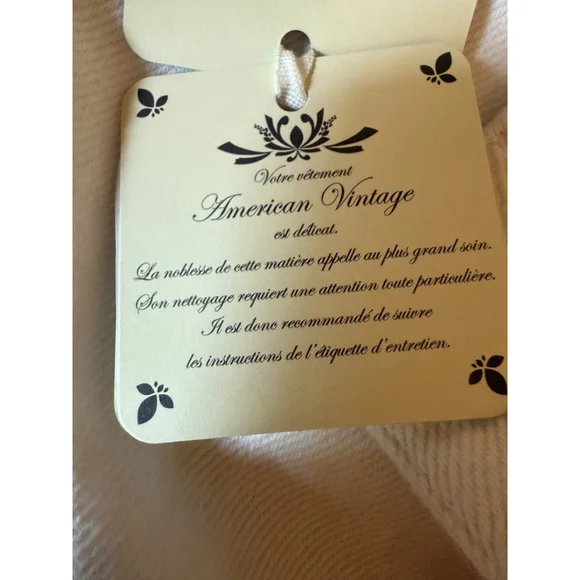 Votre vêtement
American Vintage
est délicat.
La noblesse de cette matière appelle au plus grand soin.
Son nettoyage requiert une attention toute particulière.
Il est donc recommandé de suivre
les instructions de l'étiquette d'entretien.